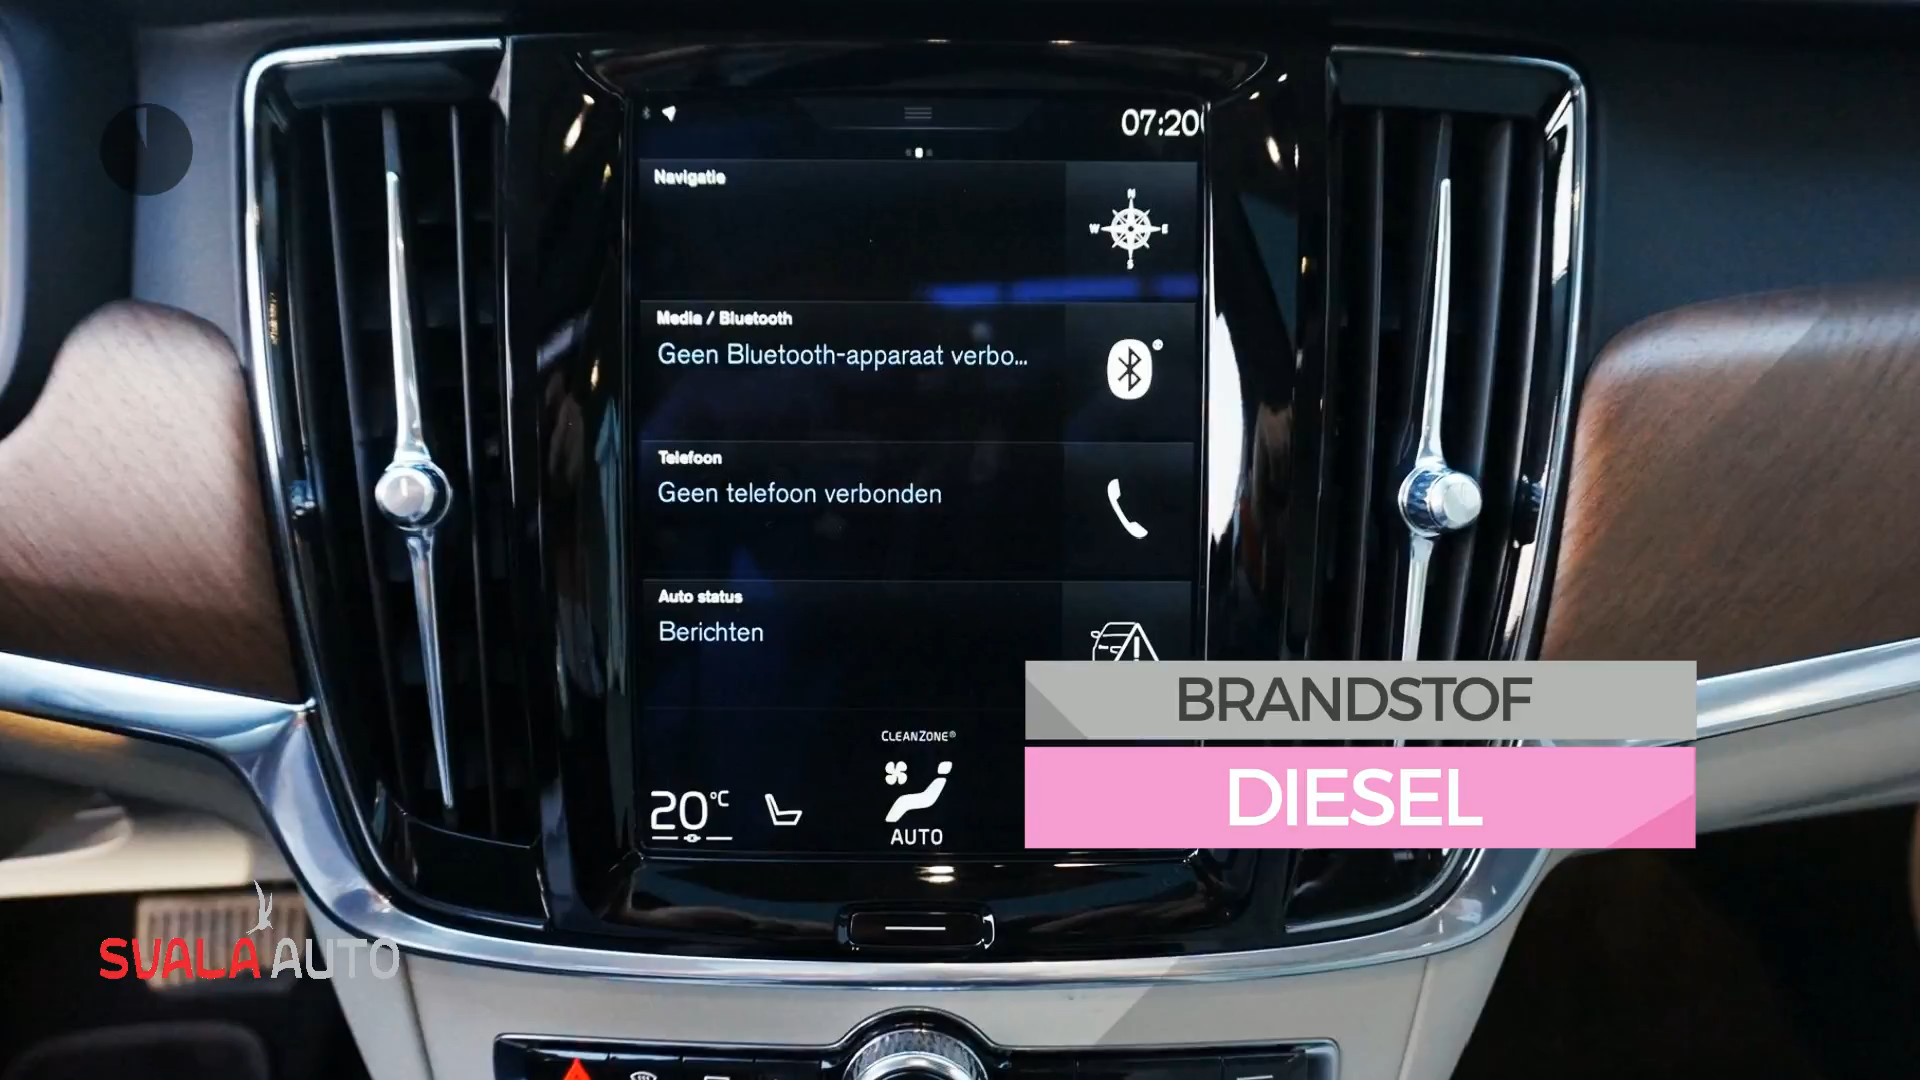 07:20
Navigatie
N
W E
S
Media / Bluetooth
Geen Bluetooth-apparaat verbo...
Telefoon
Geen telefoon verbonden
Auto status
Berichten
BRANDSTOF
DIESEL
CLEANZONE®
20°C
AUTO
SVALA AUTO